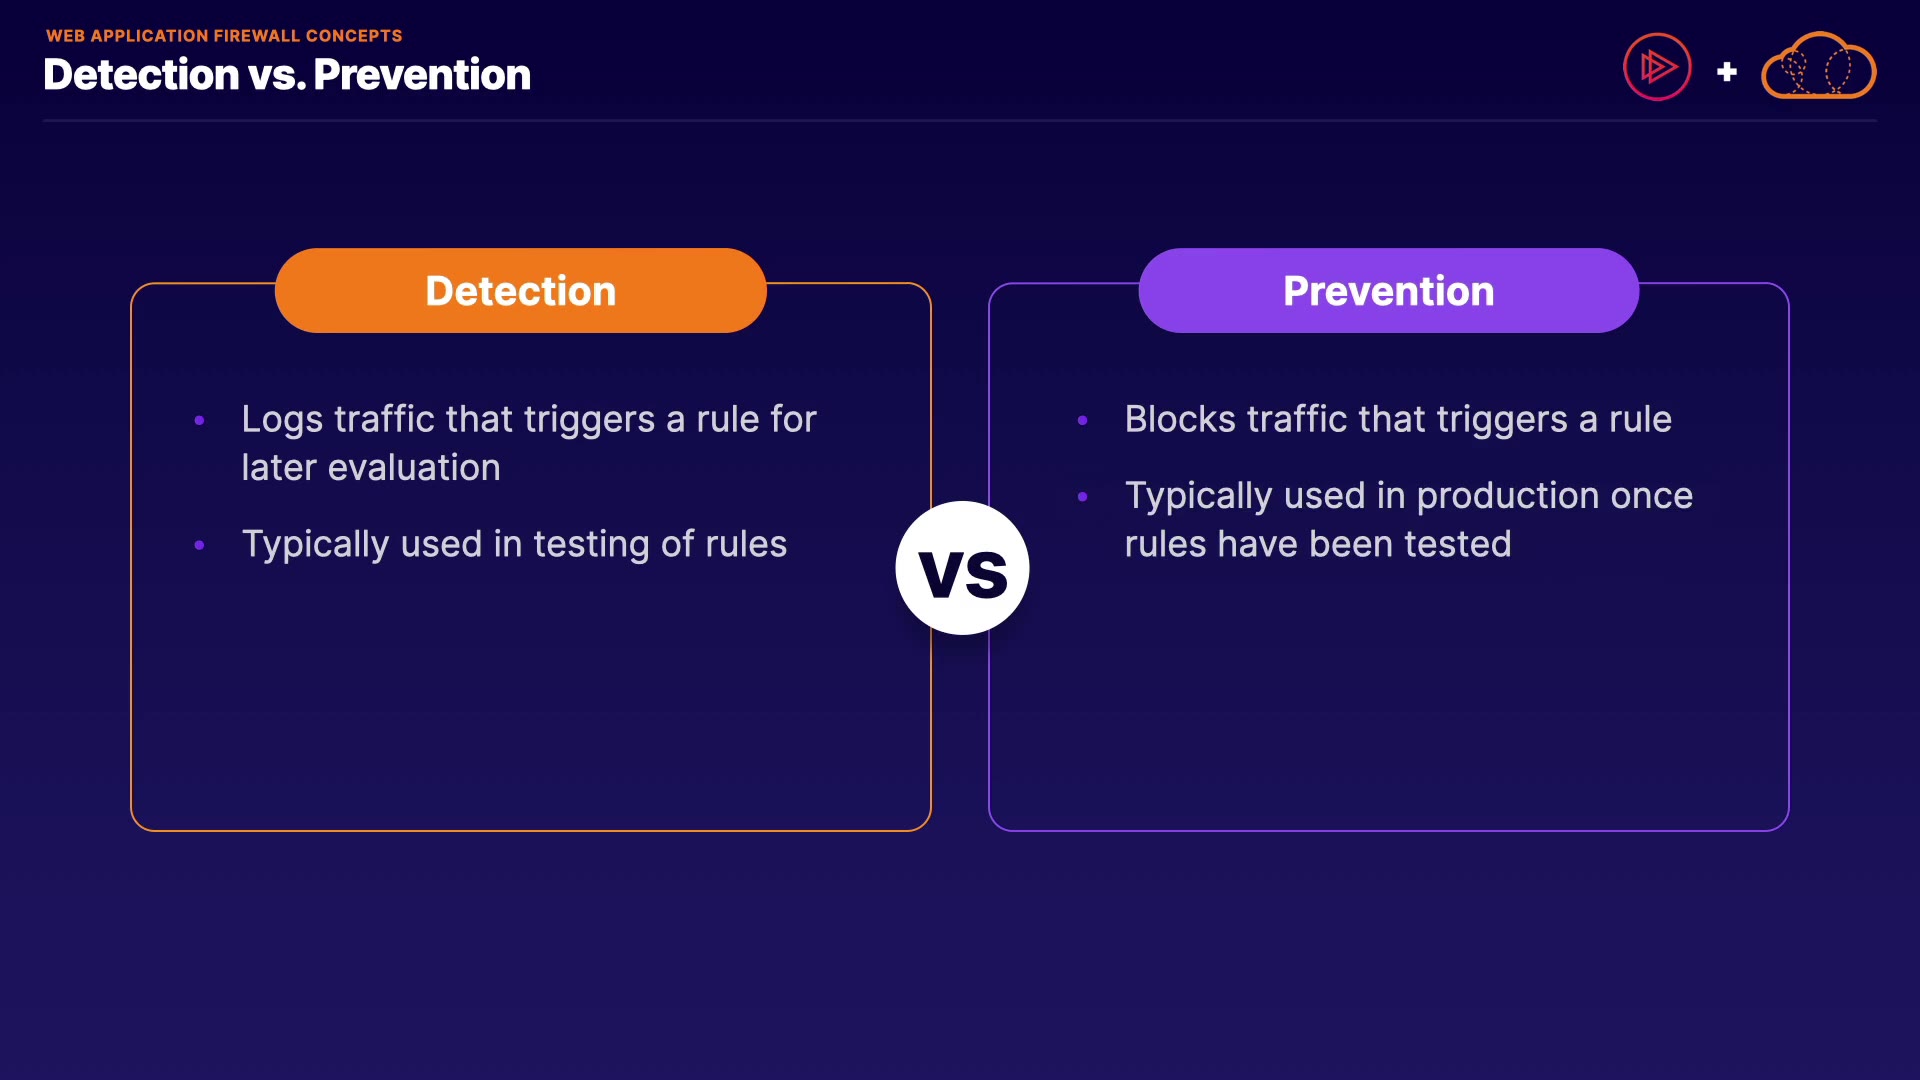 WEB APPLICATION FIREWALL CONCEPTS
Detection vs. Prevention
Detection
• Logs traffic that triggers a rule for
later evaluation
• Typically used in testing of rules
VS
Prevention
• Blocks traffic that triggers a rule
• Typically used in production once
rules have been tested